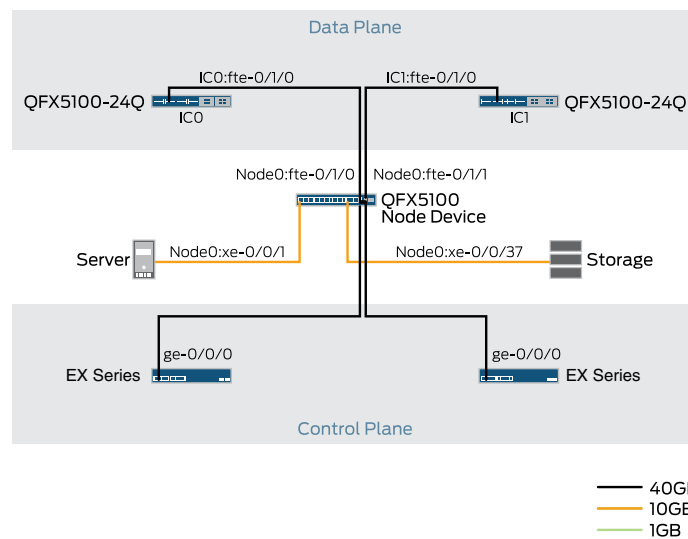 Data Plane
IC0:fte-0/1/0
IC1:fte-0/1/0
QFX5100-24Q
QFX5100-24Q
IC0
IC1
Node0:fte-0/1/0
Node0:fte-0/1/1
QFX5100
Node Device
Server
Node0:xe-0/0/1
Node0:xe-0/0/37
Storage
ge-0/0/0
ge-0/0/0
EX Series
EX Series
Control Plane
10GB
1GB